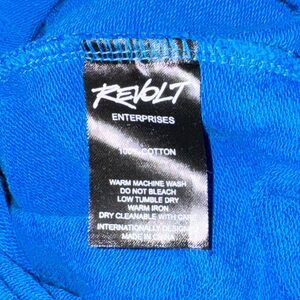 REVOLT
ENTERPRISES
100% COTTON
WARM MACHINE WASH
DO NOT BLEACH
LOW TUMBLE DRY
WARM IRON
DRY CLEANABLE WITH CARE
INTERNATIONALLY DESIGNED
MADE IN CHINA